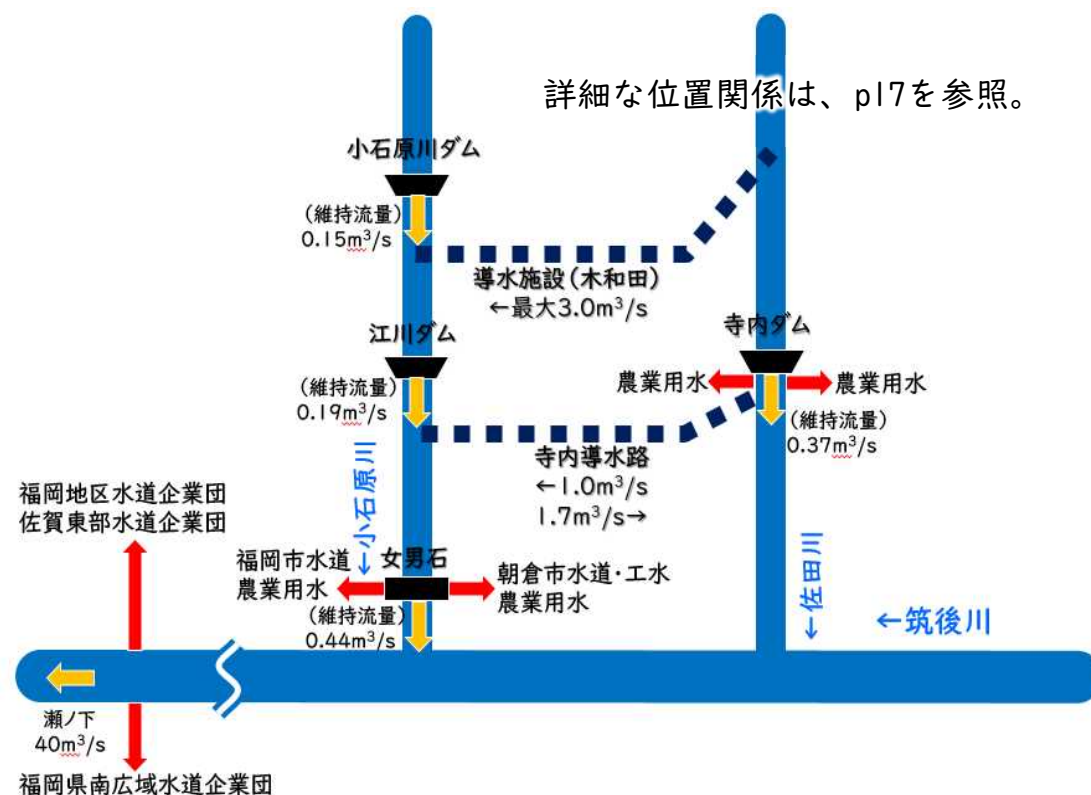 詳細な位置関係は、p17を参照。
小石原川ダム
（維持流量）
0.15m³/s
導水施設（木和田）
←最大3.0m³/s
江川ダム
寺内ダム
（維持流量）
0.19m³/s
農業用水
農業用水
（維持流量）
0.37m³/s
寺内導水路
←1.0m³/s
1.7m³/s→
←小石原川
福岡地区水道企業団
佐賀東部水道企業団
女男石
福岡市水道
農業用水
朝倉市水道・工水
農業用水
（維持流量）
0.44m³/s
←佐田川
←筑後川
瀬ノ下
40m³/s
福岡県南広域水道企業団